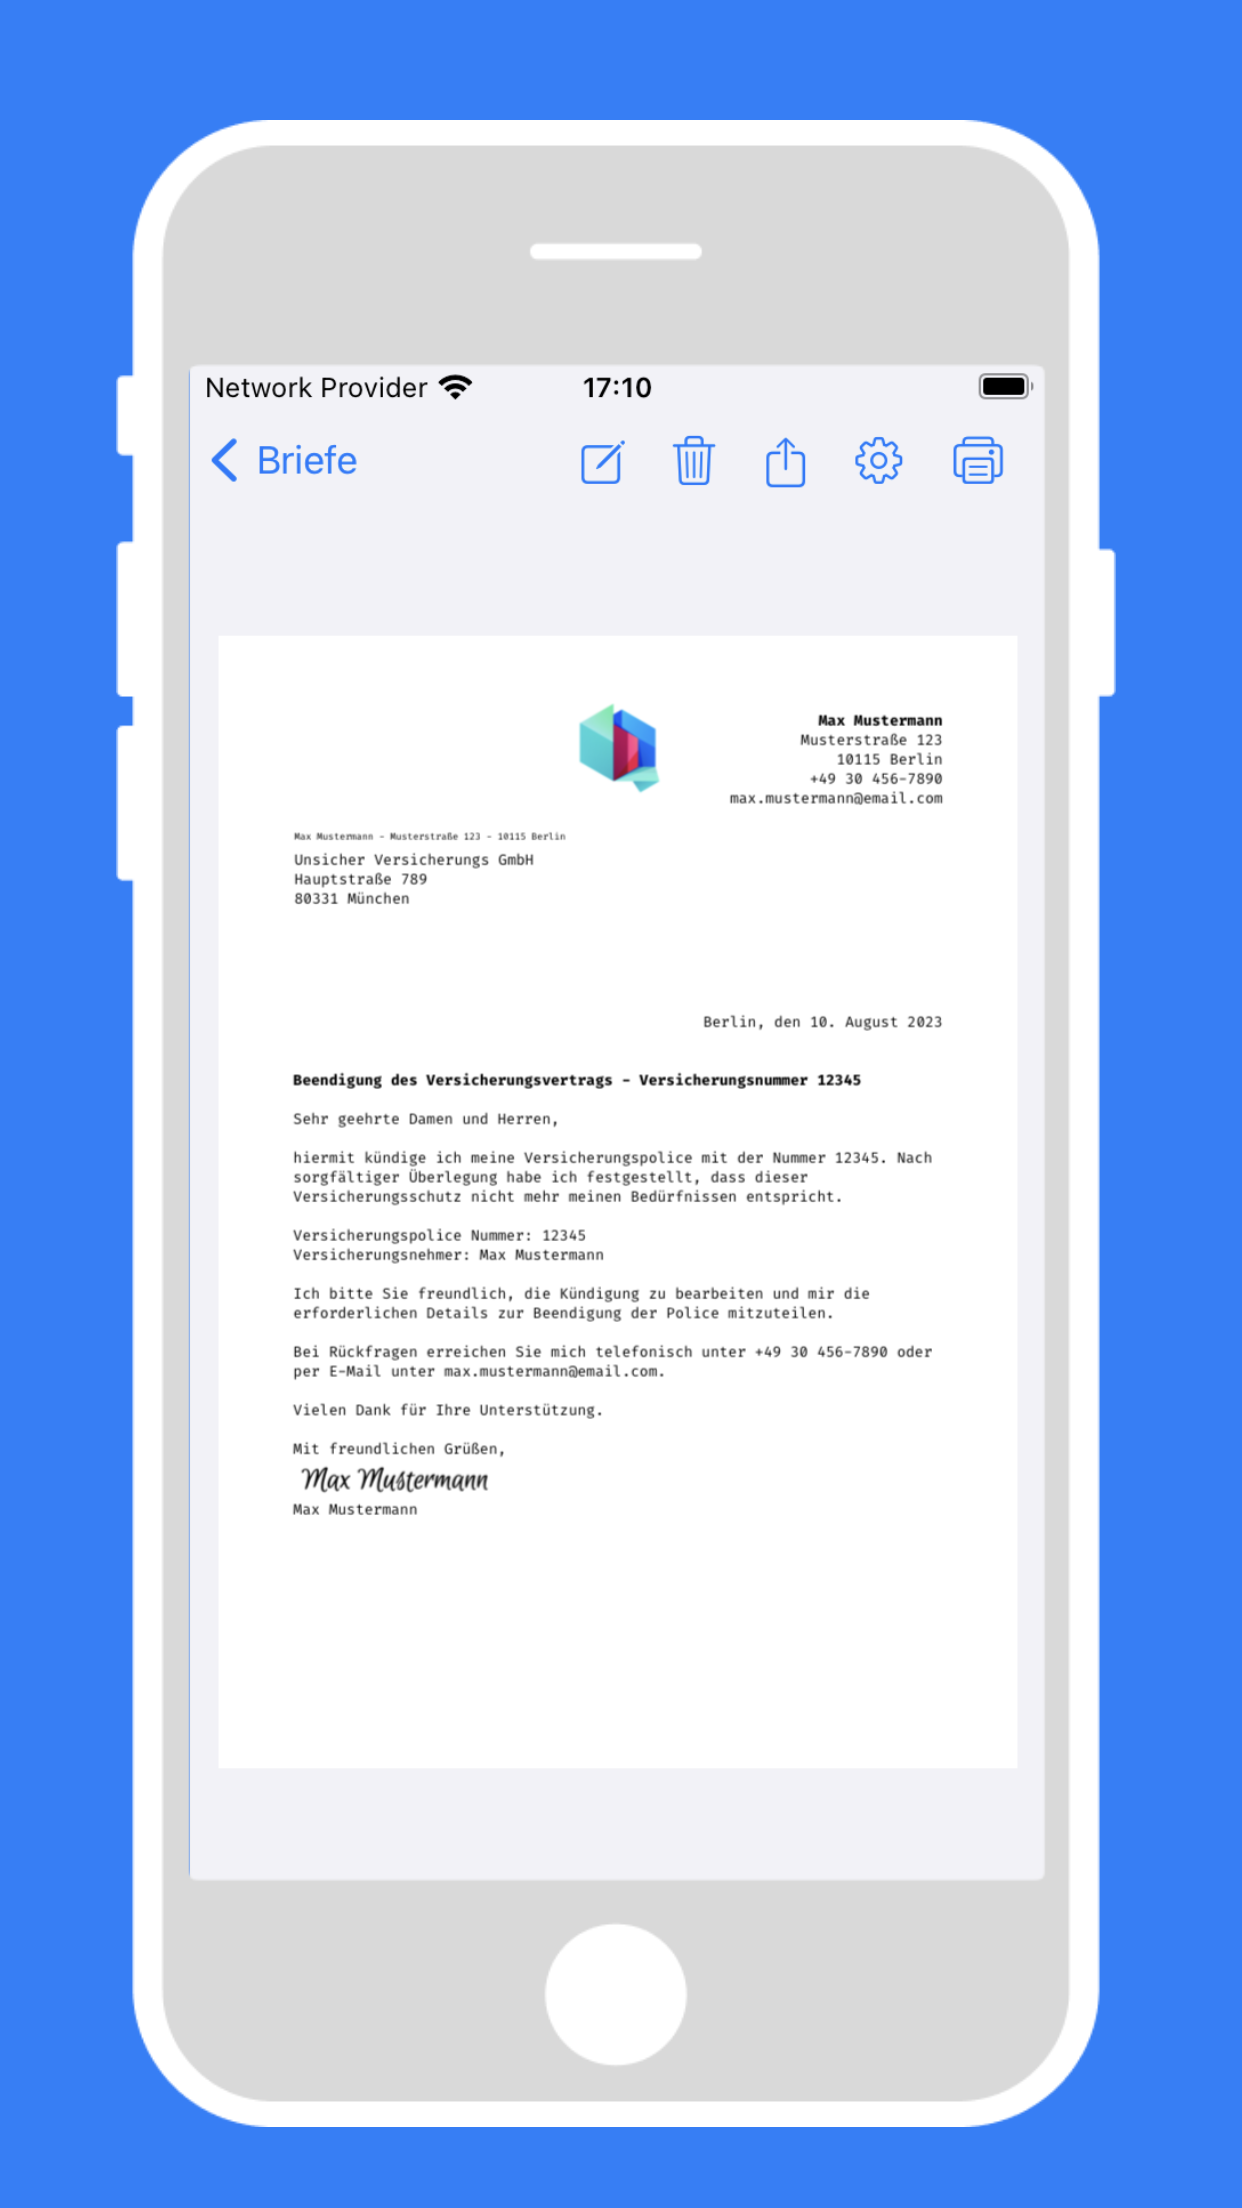 Network Provider
17:10
Briefe
Max Mustermann
Musterstraße 123
10115 Berlin
+49 30 456-7890
max.mustermann@email.com
Max Mustermann - Musterstraße 123 - 10115 Berlin
Unsicher Versicherungs GmbH
Hauptstraße 789
80331 München
Berlin, den 10. August 2023
Beendigung des Versicherungsvertrags - Versicherungsnummer 12345
Sehr geehrte Damen und Herren,
hiermit kündige ich meine Versicherungspolice mit der Nummer 12345. Nach
sorgfältiger Überlegung habe ich festgestellt, dass dieser
Versicherungsschutz nicht mehr meinen Bedürfnissen entspricht.
Versicherungspolice Nummer: 12345
Versicherungsnehmer: Max Mustermann
Ich bitte Sie freundlich, die Kündigung zu bearbeiten und mir die
erforderlichen Details zur Beendigung der Police mitzuteilen.
Bei Rückfragen erreichen Sie mich telefonisch unter +49 30 456-7890 oder
per E-Mail unter max.mustermann@email.com.
Vielen Dank für Ihre Unterstützung.
Mit freundlichen Grüßen,
Max Mustermann
Max Mustermann